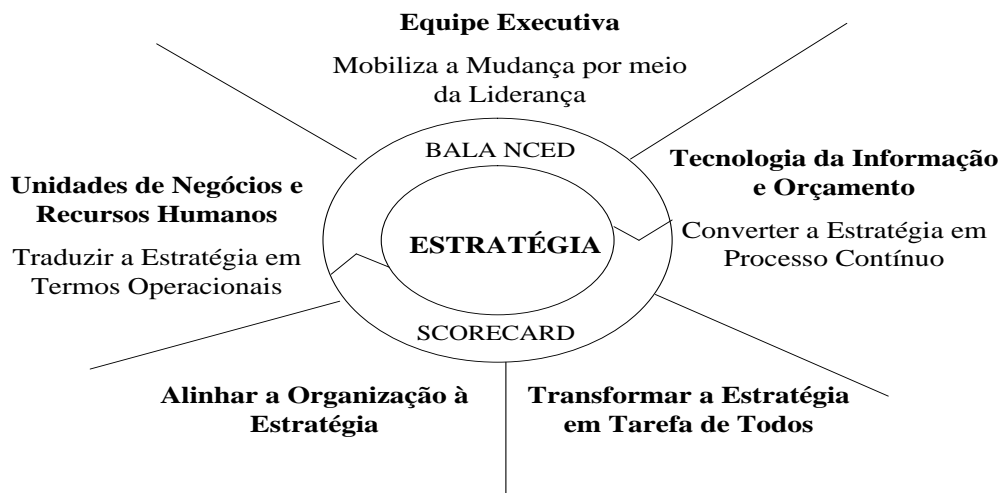 Equipe Executiva
Mobiliza a Mudança por meio
da Liderança
BALA NCED
Tecnologia da Informação
e Orçamento
Unidades de Negócios e
Recursos Humanos
Converter a Estratégia em
Processo Contínuo
ESTRATÉGIA
Traduzir a Estratégia em
Termos Operacionais
SCORECARD
Alinhar a Organização à
Estratégia
Transformar a Estratégia
em Tarefa de Todos